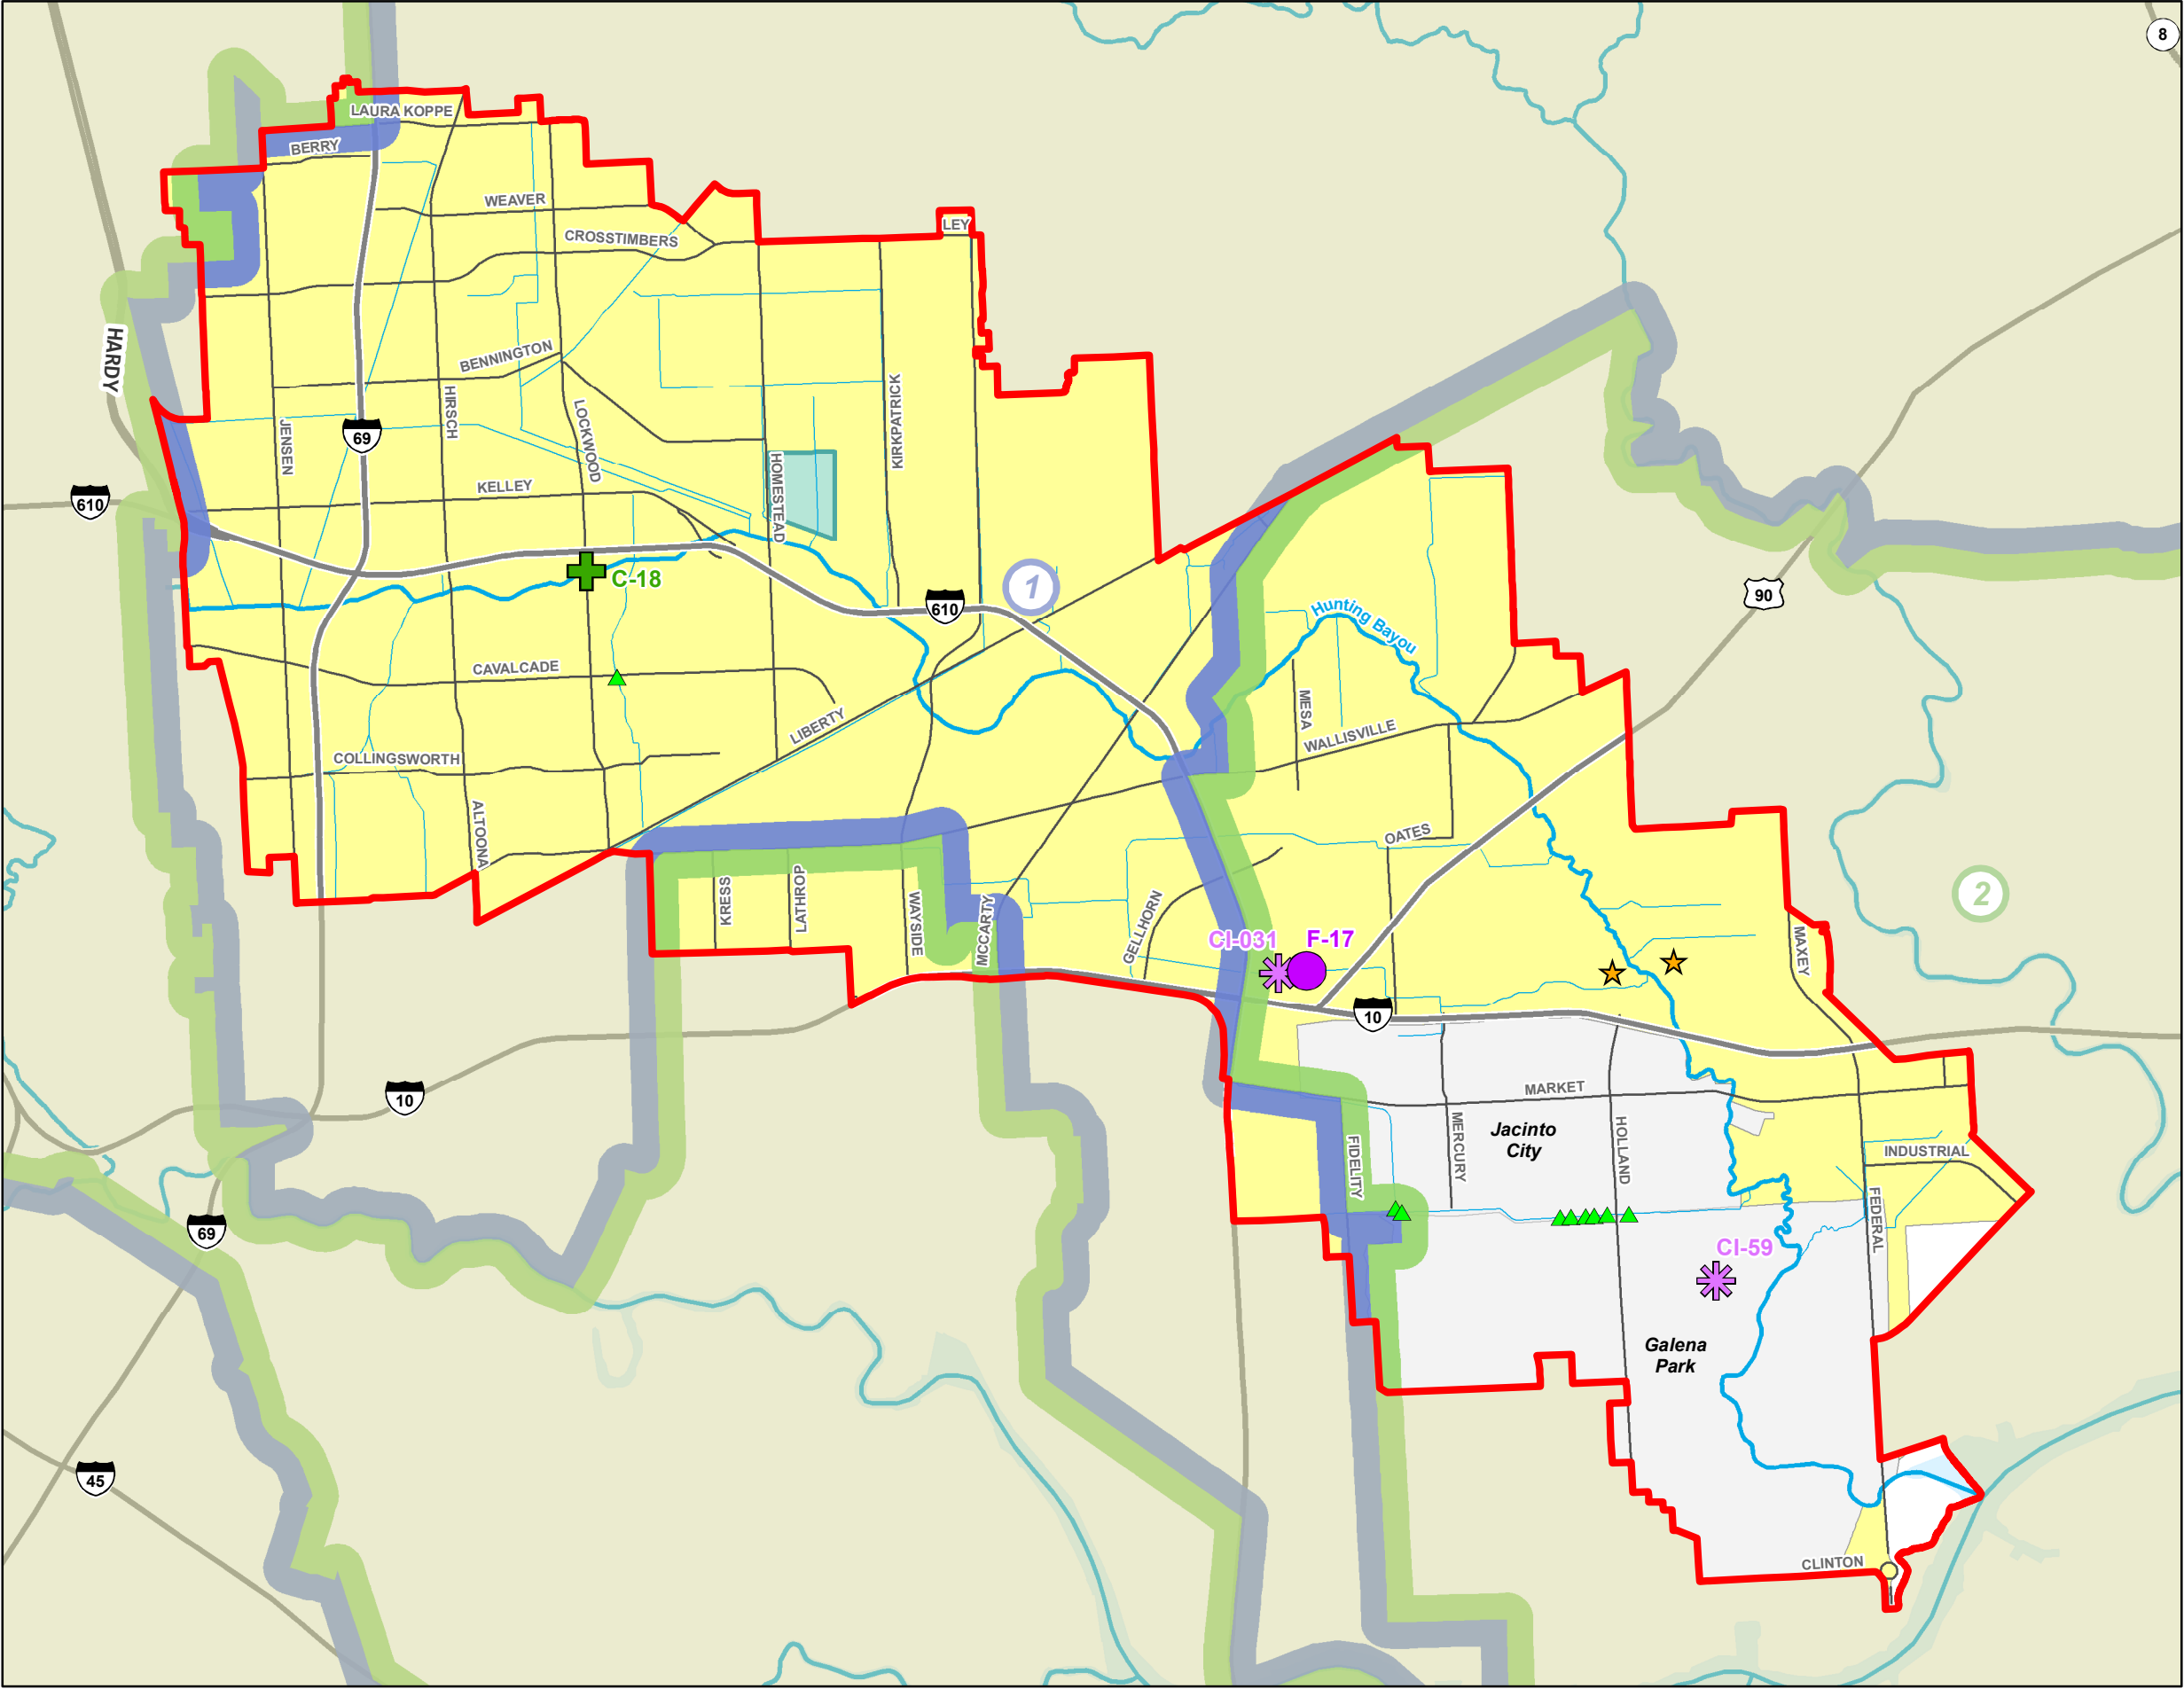 8
LAURA KOPPE
BERRY
WEAVER
LEY
CROSSTIMBERS
HARDY
BENNINGTON
HIRSCH
KIRKPATRICK
JENSEN
69
LOCKWOOD
HOMESTEAD
KELLEY
610
C-18
1
610
90
Hunting Bayou
CAVALCADE
MESA
LIBERTY
WALLISVILLE
COLLINGSWORTH
ALTOONA
OATES
KRESS
LATHROP
WAYSIDE
MCCARTY
GELLHORN
2
CI-031
F-17
MAXEY
10
10
MARKET
MERCURY
HOLLAND
Jacinto
City
FIDELITY
INDUSTRIAL
69
FEDERAL
CI-59
Galena
Park
45
CLINTON